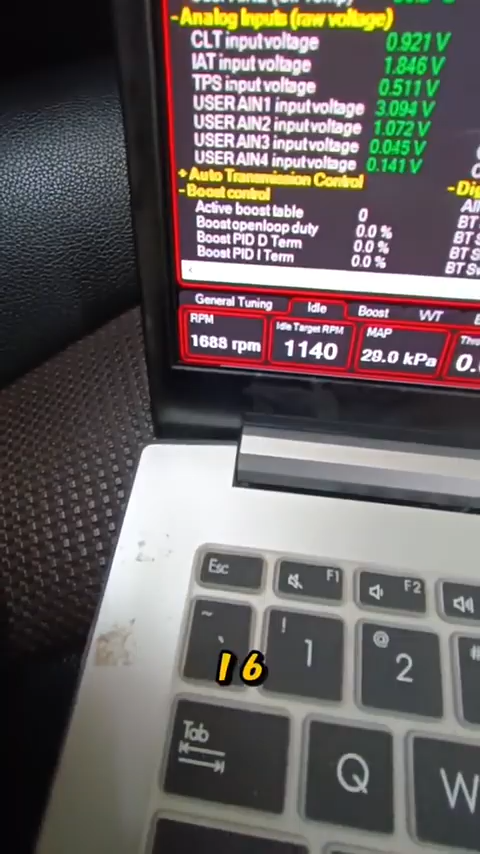 -Analog Inputs (raw voltage)
CLT input voltage 0.921 V
IAT input voltage 1.846 V
TPS input voltage 0.511 V
USER AIN1 input voltage 3.094 V
USER AIN2 input voltage 1.072 V
USER AIN3 input voltage 0.045 V
USER AIN4 input voltage 0.141 V
+Auto Transmission Control
-Boost control
Active boost table 0
Boost openloop duty 0.0 %
Boost PID D Term 0.0 %
Boost PID I Term 0.0 %
BT
General Tuning Idle Boost VVT
RPM Idle Target RPM MAP
1688 rpm 1140 29.0 kPa
Esc F1 F2
~ ! @
` 1 2
16
Tab Q W